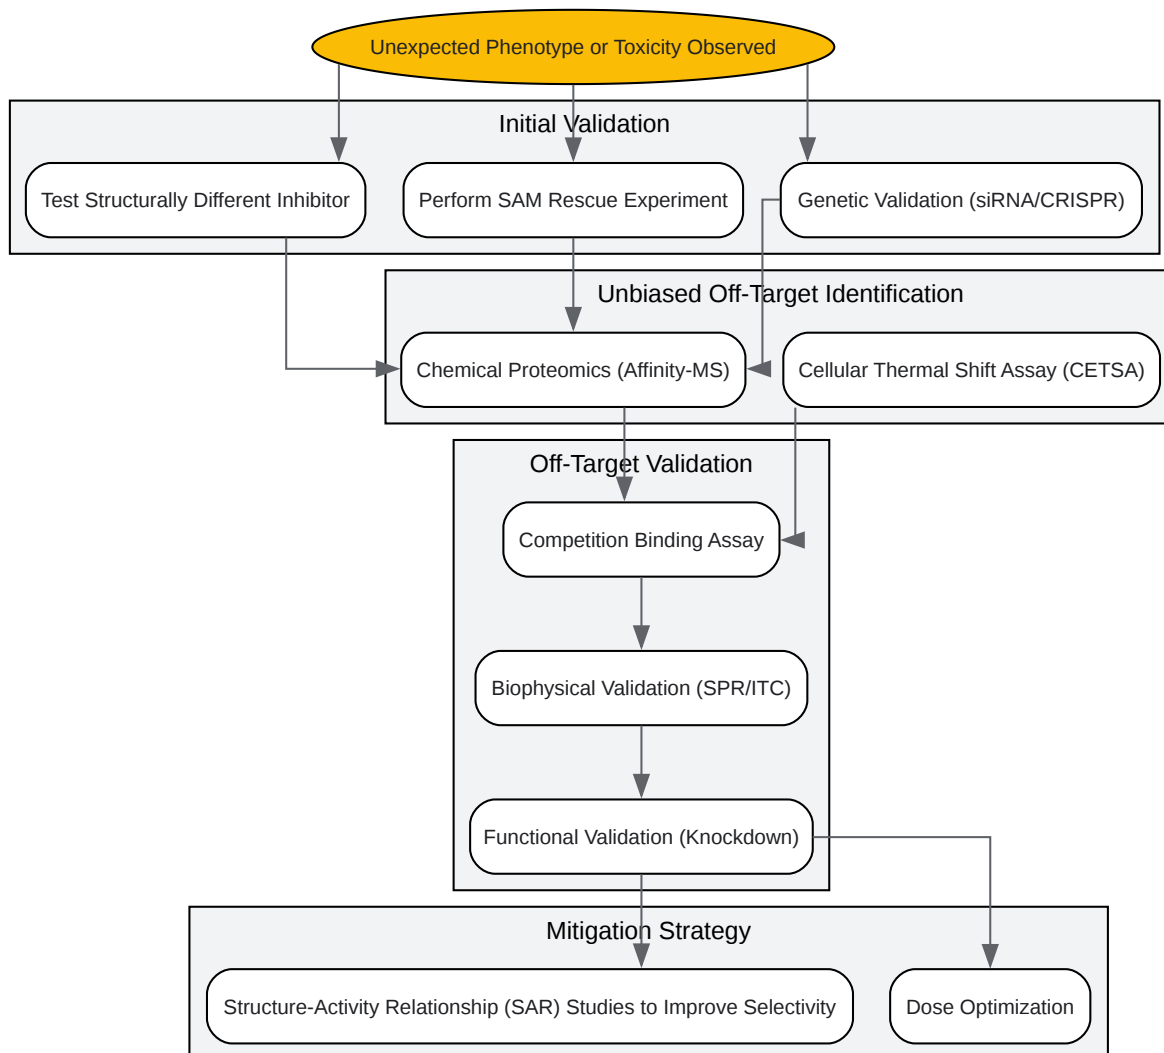 Unexpected Phenotype or Toxicity Observed
Initial Validation
Test Structurally Different Inhibitor
Perform SAM Rescue Experiment
Genetic Validation (siRNA/CRISPR)
Unbiased Off-Target Identification
Chemical Proteomics (Affinity-MS)
Cellular Thermal Shift Assay (CETSA)
Off-Target Validation
Competition Binding Assay
Biophysical Validation (SPR/ITC)
Functional Validation (Knockdown)
Mitigation Strategy
Structure-Activity Relationship (SAR) Studies to Improve Selectivity
Dose Optimization